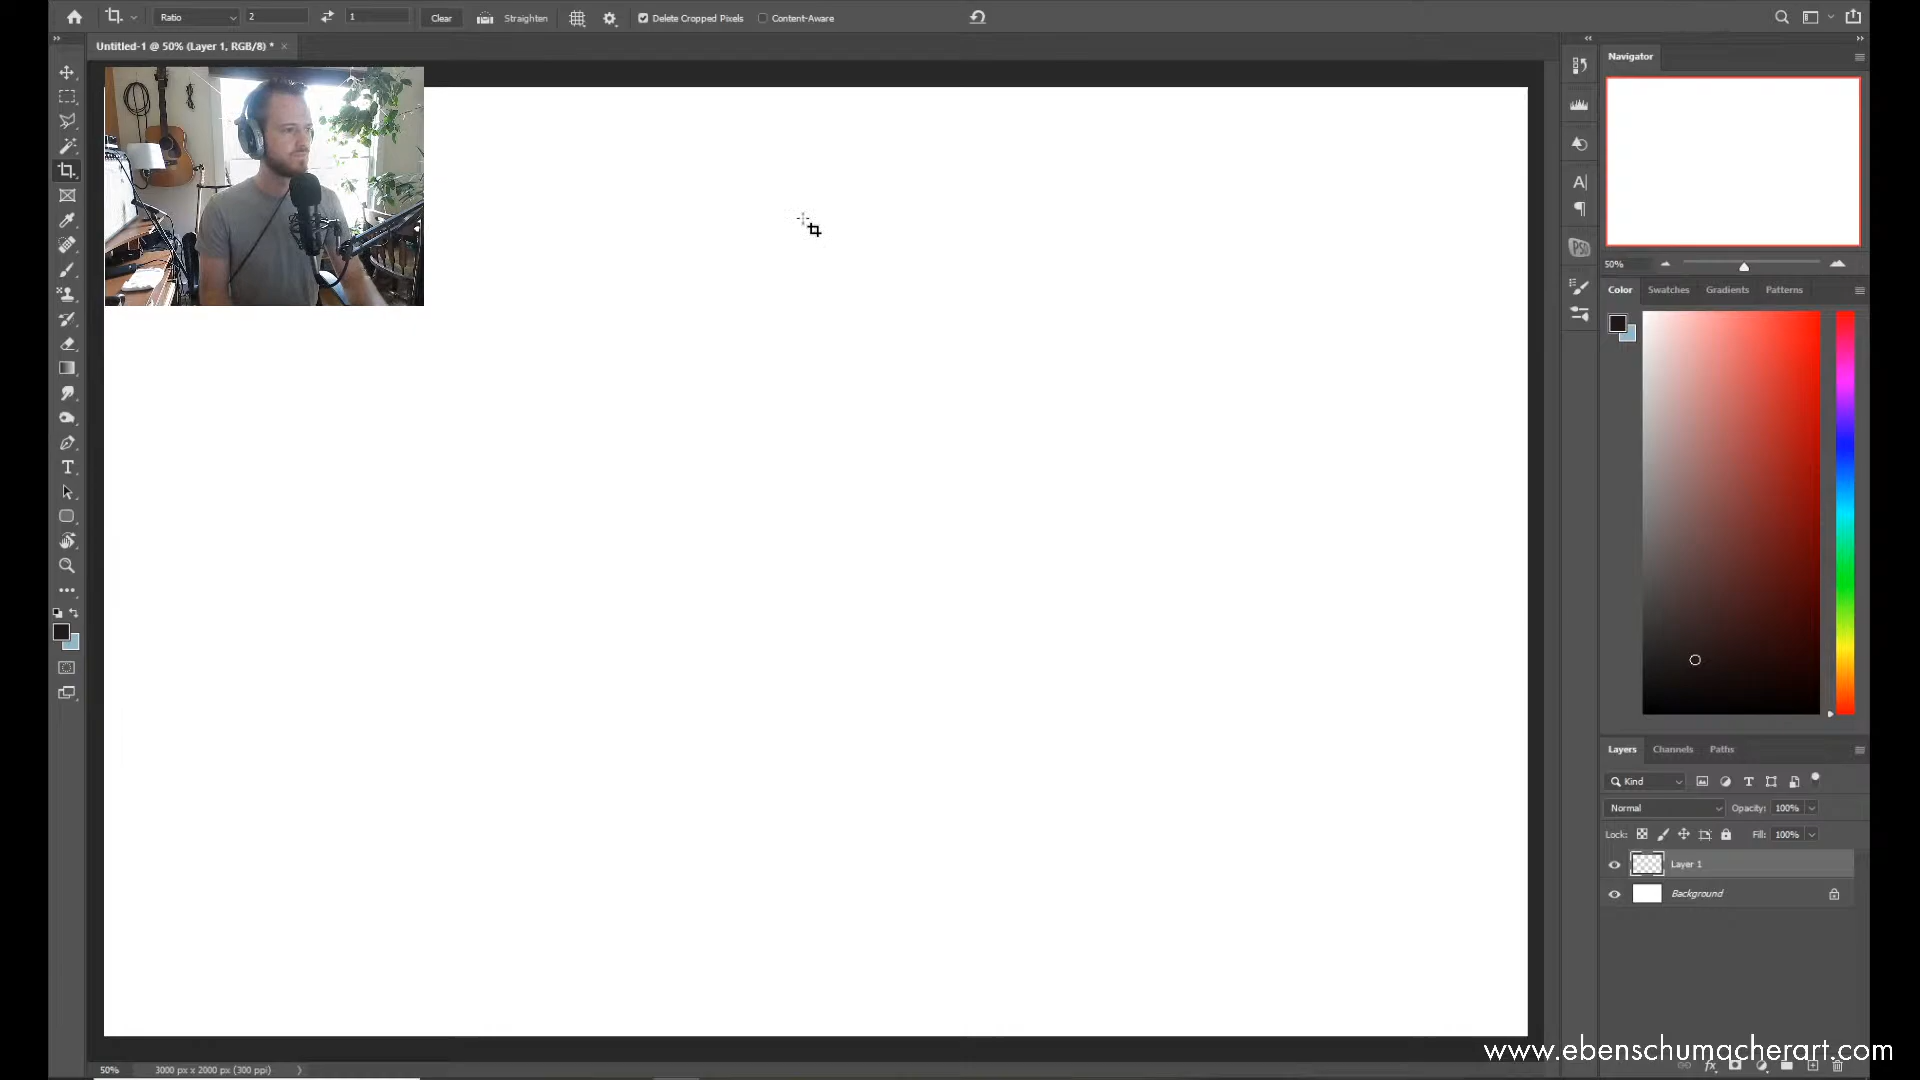 Ratio 2 1 Clear Straighten Delete Cropped Pixels Content-Aware
Untitled-1 @ 50% (Layer 1, RGB/8) *
Navigator
50%
Color Swatches Gradients Patterns
Layers Channels Paths
Kind
Normal Opacity: 100%
Lock: Fill: 100%
Layer 1
Background
www.ebenschumacherart.com
50% 3000 px x 2000 px (300 ppi)